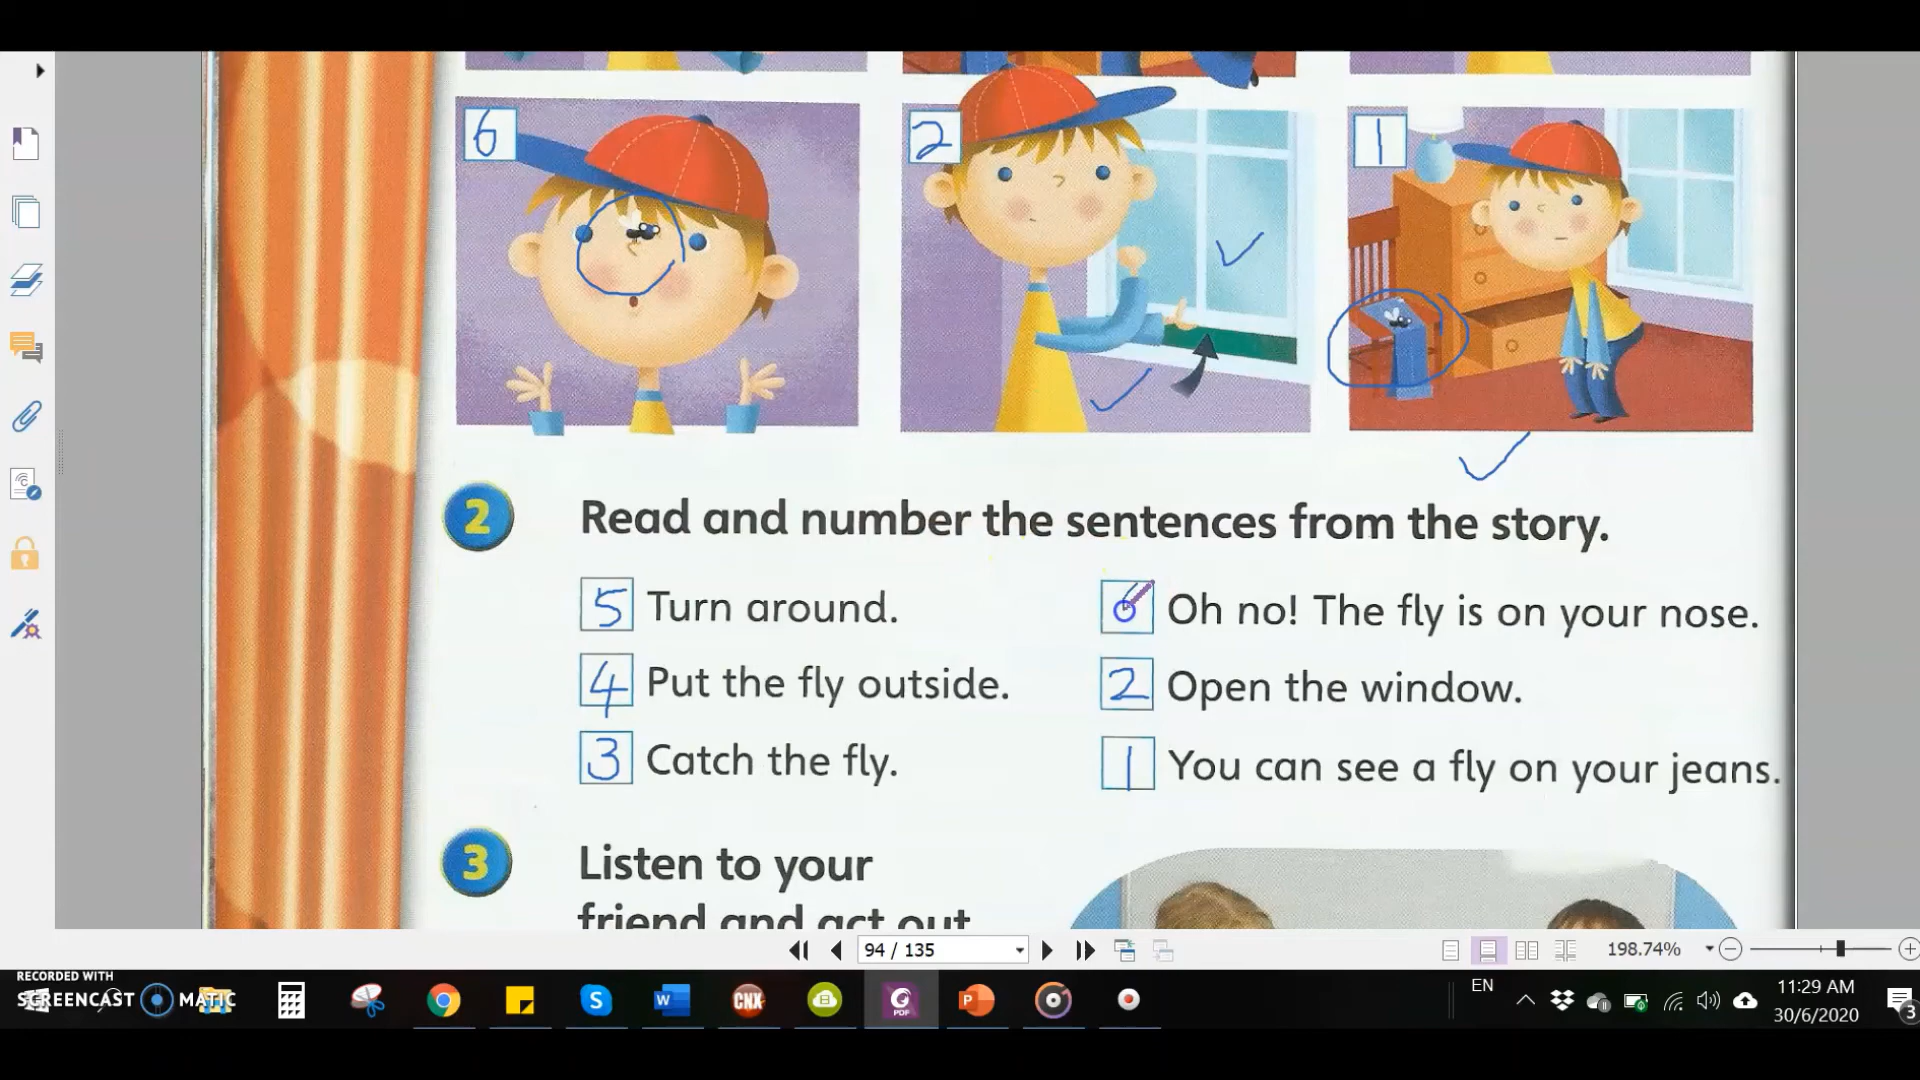 6
2
1
2 Read and number the sentences from the story.
5 Turn around.
6 Oh no! The fly is on your nose.
4 Put the fly outside.
2 Open the window.
3 Catch the fly.
1 You can see a fly on your jeans.
3 Listen to your
friend and act out
94 / 135
198.74%
RECORDED WITH
SCREENCAST MATIC
W
CNX
PDF
P
S
EN
11:29 AM
30/6/2020
3